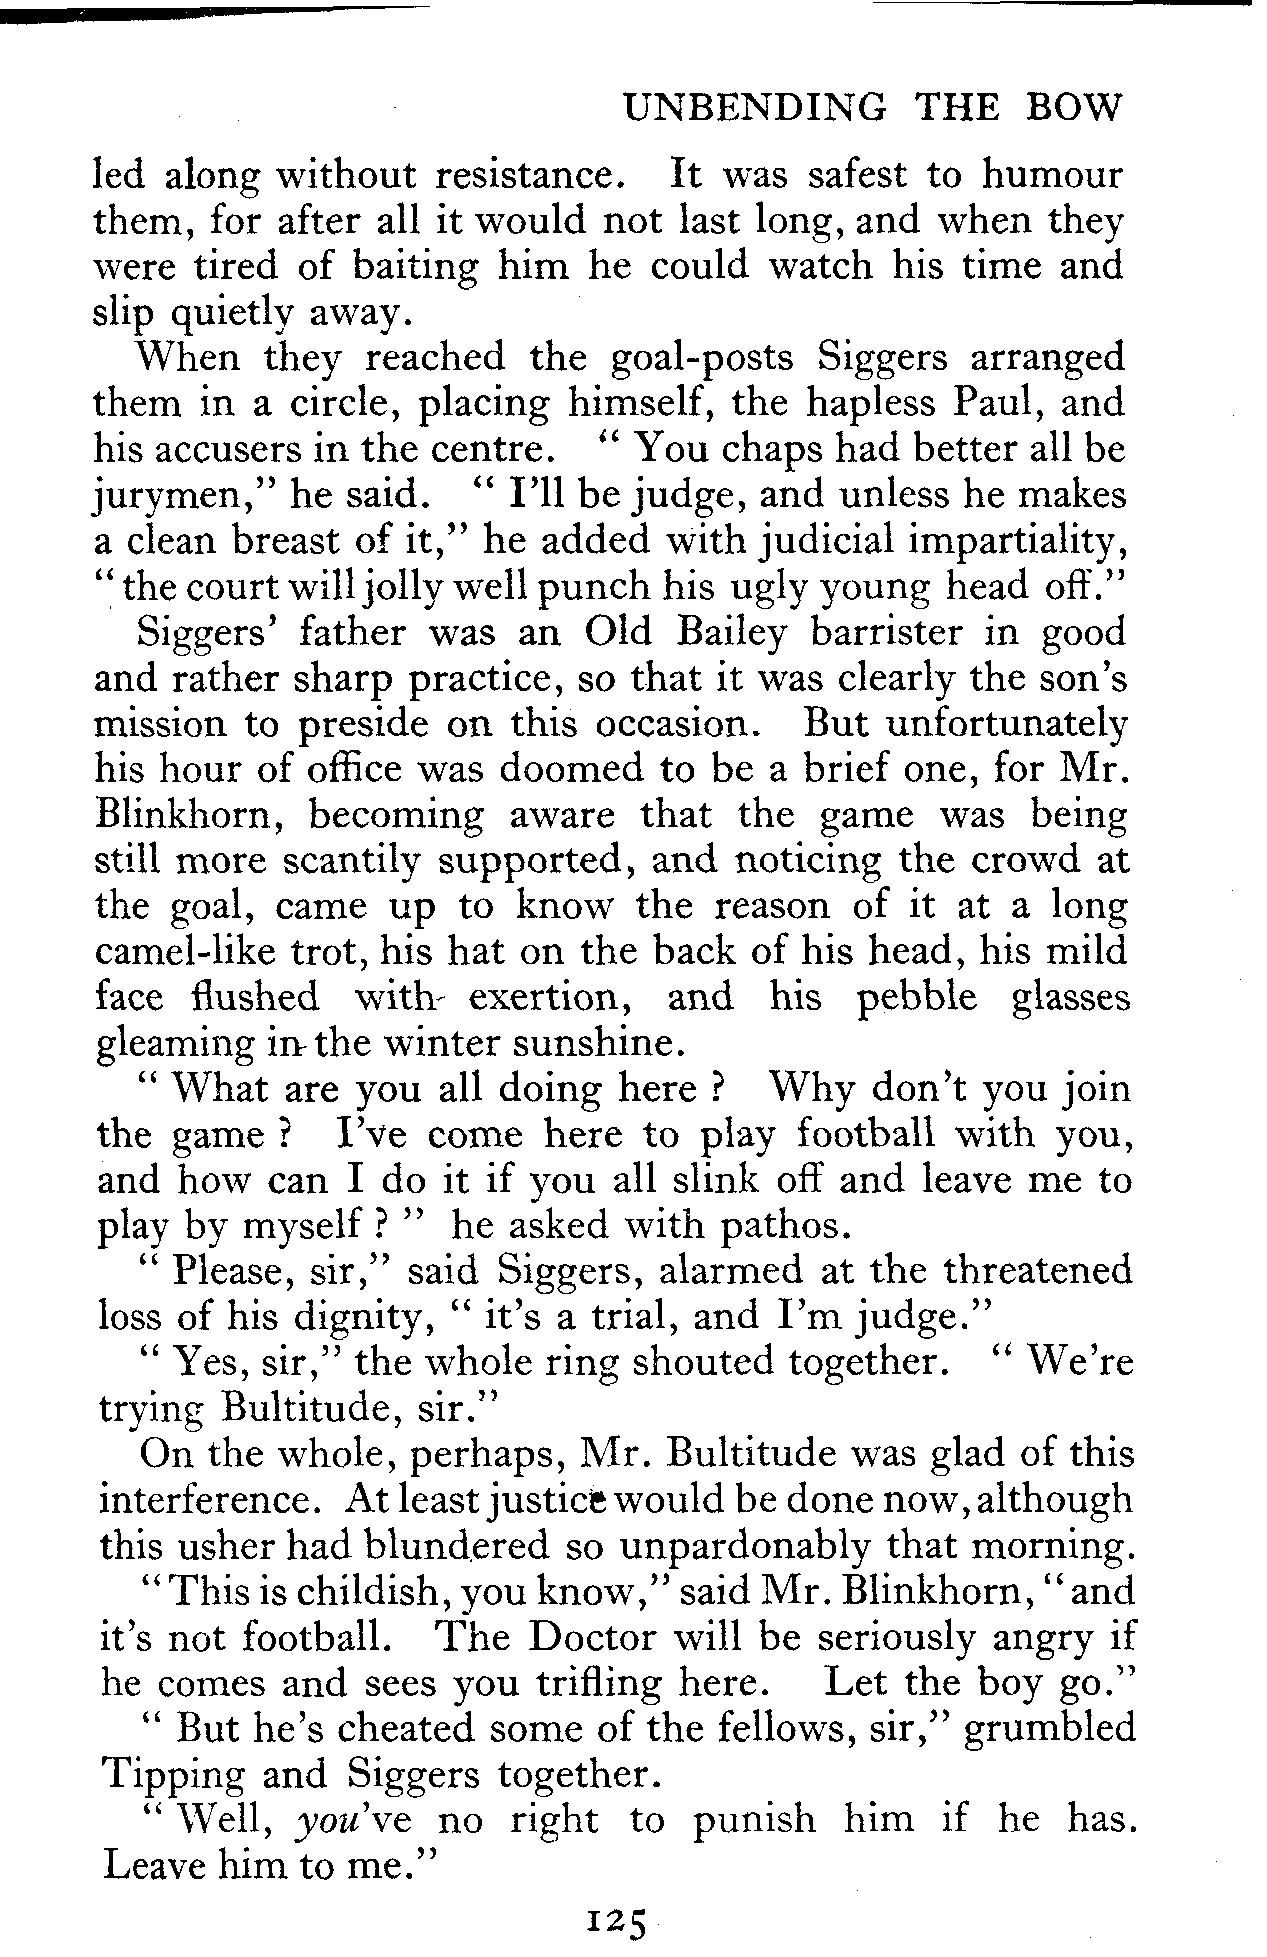 UNBENDING THE BOW
led along without resistance. It was safest to humour
them, for after all it would not last long, and when they
were tired of baiting him he could watch his time and
slip quietly away.
When they reached the goal-posts Siggers arranged
them in a circle, placing himself, the hapless Paul, and
his accusers in the centre. “ You chaps had better all be
jurymen,” he said. “ I'll be judge, and unless he makes
a clean breast of it,” he added with judicial impartiality,
“ the court will jolly well punch his ugly young head off.”
Siggers' father was an Old Bailey barrister in good
and rather sharp practice, so that it was clearly the son's
mission to preside on this occasion. But unfortunately
his hour of office was doomed to be a brief one, for Mr.
Blinkhorn, becoming aware that the game was being
still more scantily supported, and noticing the crowd at
the goal, came up to know the reason of it at a long
camel-like trot, his hat on the back of his head, his mild
face flushed with exertion, and his pebble glasses
gleaming in the winter sunshine.
“ What are you all doing here ? Why don't you join
the game ? I've come here to play football with you,
and how can I do it if you all slink off and leave me to
play by myself ? ” he asked with pathos.
“ Please, sir,” said Siggers, alarmed at the threatened
loss of his dignity, “ it's a trial, and I'm judge.”
“ Yes, sir,” the whole ring shouted together. “ We're
trying Bultitude, sir.”
On the whole, perhaps, Mr. Bultitude was glad of this
interference. At least justice would be done now, although
this usher had blundered so unpardonably that morning.
“ This is childish, you know,” said Mr. Blinkhorn, “ and
it's not football. The Doctor will be seriously angry if
he comes and sees you trifling here. Let the boy go.”
“ But he's cheated some of the fellows, sir,” grumbled
Tipping and Siggers together.
“ Well, you've no right to punish him if he has.
Leave him to me.”
125